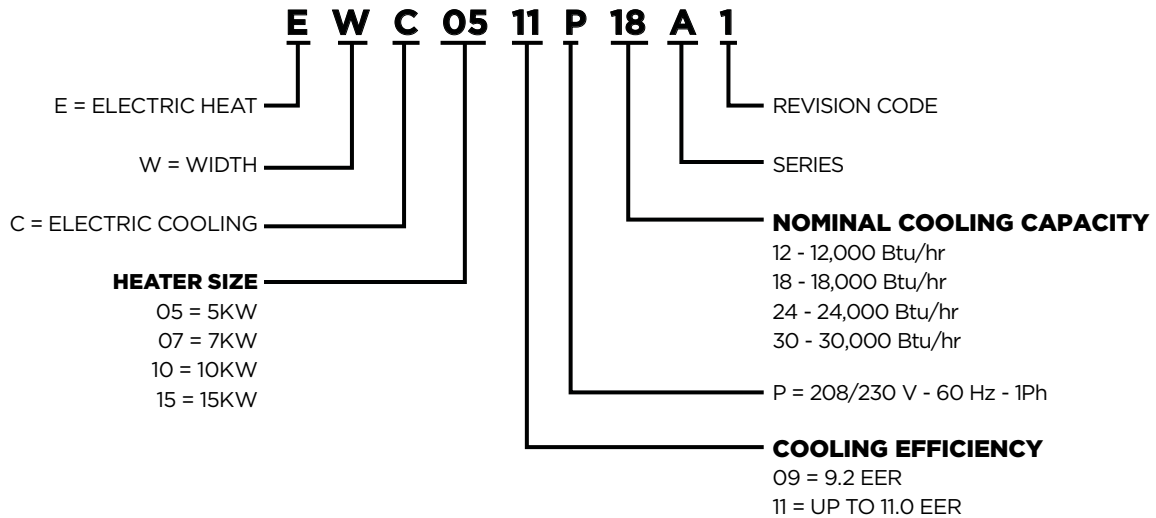 E W C 05 11 P 18 A 1
E = ELECTRIC HEAT
W = WIDTH
C = ELECTRIC COOLING
HEATER SIZE
05 = 5KW
07 = 7KW
10 = 10KW
15 = 15KW
REVISION CODE
SERIES
NOMINAL COOLING CAPACITY
12 - 12,000 Btu/hr
18 - 18,000 Btu/hr
24 - 24,000 Btu/hr
30 - 30,000 Btu/hr
P = 208/230 V - 60 Hz - 1Ph
COOLING EFFICIENCY
09 = 9.2 EER
11 = UP TO 11.0 EER